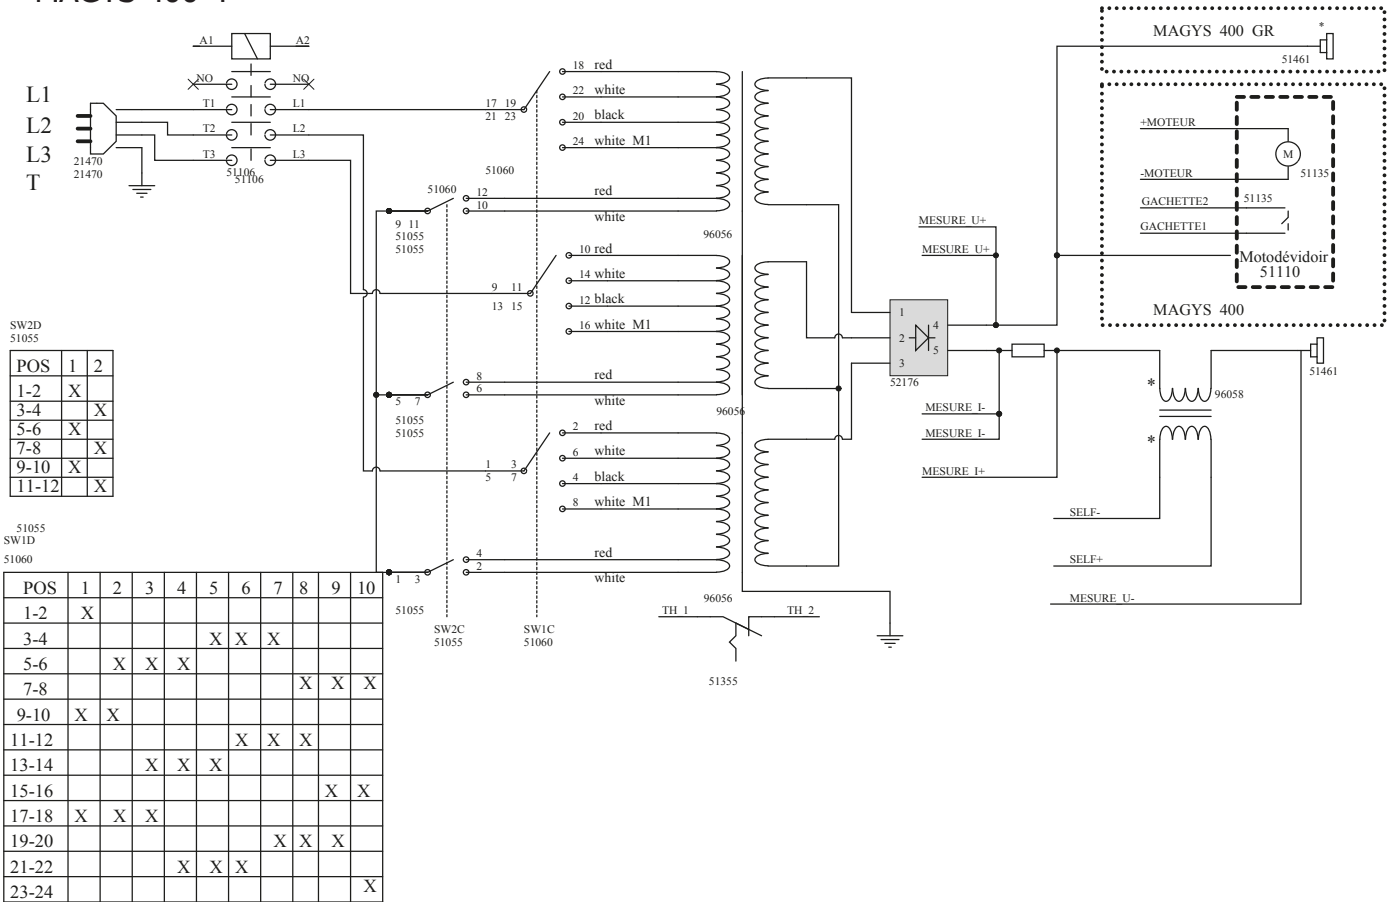 A1 A2
NO NO
L1
L2
L3
T
T1 L1
T2 L2
T3 L3
21470
21470
51106
51106
17 19
21 23
18 red
22 white
20 black
24 white M1
51060
51060
12 red
10 white
9 11
51055
51055
96056
9 11
13 15
10 red
14 white
12 black
16 white M1
8 red
6 white
5 7
51055
51055
96056
1 3
5 7
2 red
6 white
4 black
8 white M1
4 red
2 white
1 3
51055
96056
SW2C
51055
SW1C
51060
TH 1 TH 2
51355
1
2
3
4
5
52176
MESURE U+
MESURE U+
MESURE I-
MESURE I-
MESURE I+
SELF-
SELF+
MESURE U-
*
*
96058
51461
MAGYS 400 GR
*
51461
+MOTEUR
M
-MOTEUR
51135
GACHETTE2
51135
GACHETTE1
Motodévidoir
51110
MAGYS 400
SW2D
51055
POS 1 2
1-2 X
3-4 X
5-6 X
7-8 X
9-10 X
11-12 X
51055
SW1D
51060
POS 1 2 3 4 5 6 7 8 9 10
1-2 X
3-4 X X X
5-6 X X X
7-8 X X X
9-10 X X
11-12 X X X
13-14 X X X
15-16 X X
17-18 X X X
19-20 X X X
21-22 X X X
23-24 X